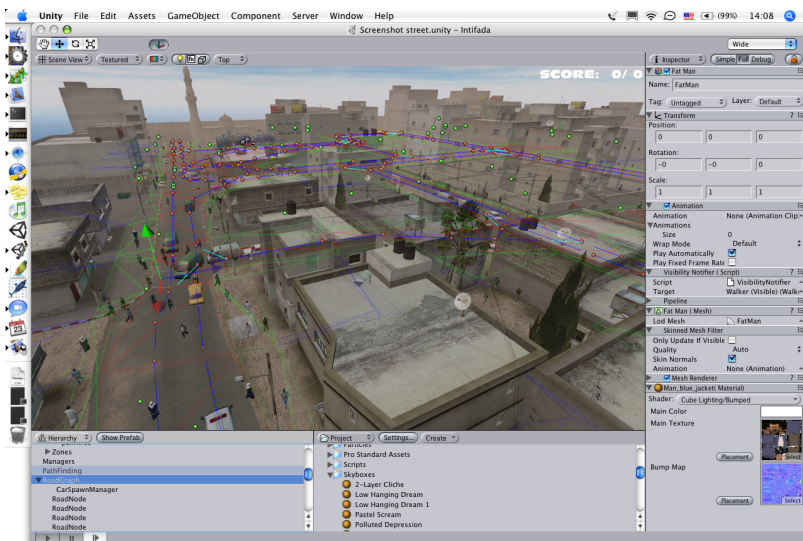 Unity File Edit Assets GameObject Component Server Window Help
(99%) 14:08
Screenshot street.unity - Intifada
Wide
Scene View Textured Top
Inspector Simple Full Debug
SCORE: 0/ 0
Fat Man
Name: FatMan
Tag: Untagged Layer: Default
Transform
Position:
0 0 0
Rotation:
-0 -0 0
Scale:
1 1 1
Animation
Animation None (Animation Clip
Animations
Size 0
Wrap Mode Default
Play Automatically
Play Fixed Frame Rate
Visibility Notifier (Script)
Script VisibilityNotifier
Target Walker (Visible) (Walk
Pipeline
Fat Man (Mesh)
Lod Mesh FatMan
Skinned Mesh Filter
Only Update If Visible
Quality Auto
Skin Normals
Animation None (Animation)
Mesh Renderer
Man_blue_jacket( Material)
Shader: Cube Lighting/Bumped
Main Color
Main Texture
Placement Select
Bump Map
Placement Select
23
Hierarchy Show Prefab
Zones
Managers
PathFinding
RoadGraph
CarSpawnManager
RoadNode
RoadNode
RoadNode
RoadNode
Project Settings... Create
Particles
Pro Standard Assets
Scripts
Skyboxes
2-Layer Cliche
Low Hanging Dream
Low Hanging Dream 1
Pastel Scream
Polluted Depression